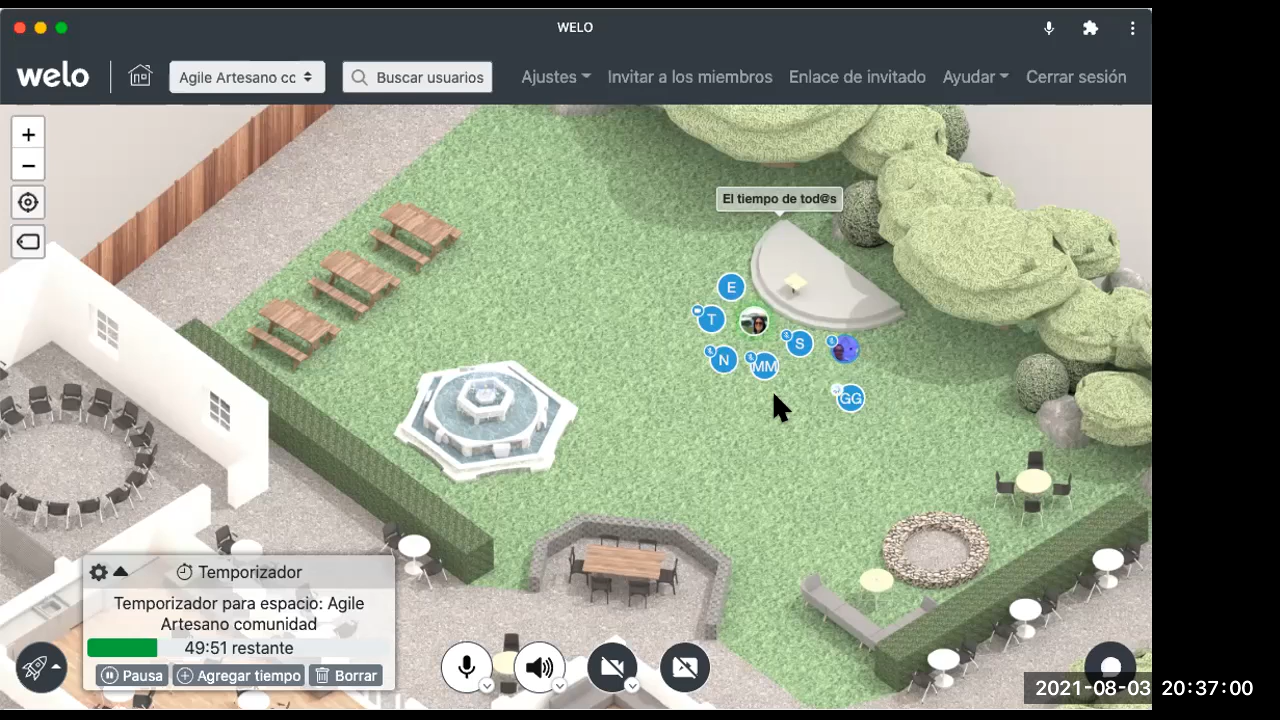 WELO
welo
Agile Artesano cc
Buscar usuarios
Ajustes
Invitar a los miembros
Enlace de invitado
Ayudar
Cerrar sesión
+
−
El tiempo de tod@s
E
T
S
N
MM
GG
Temporizador
Temporizador para espacio: Agile
Artesano comunidad
49:51 restante
Pausa
Agregar tiempo
Borrar
2021-08-03 20:37:00